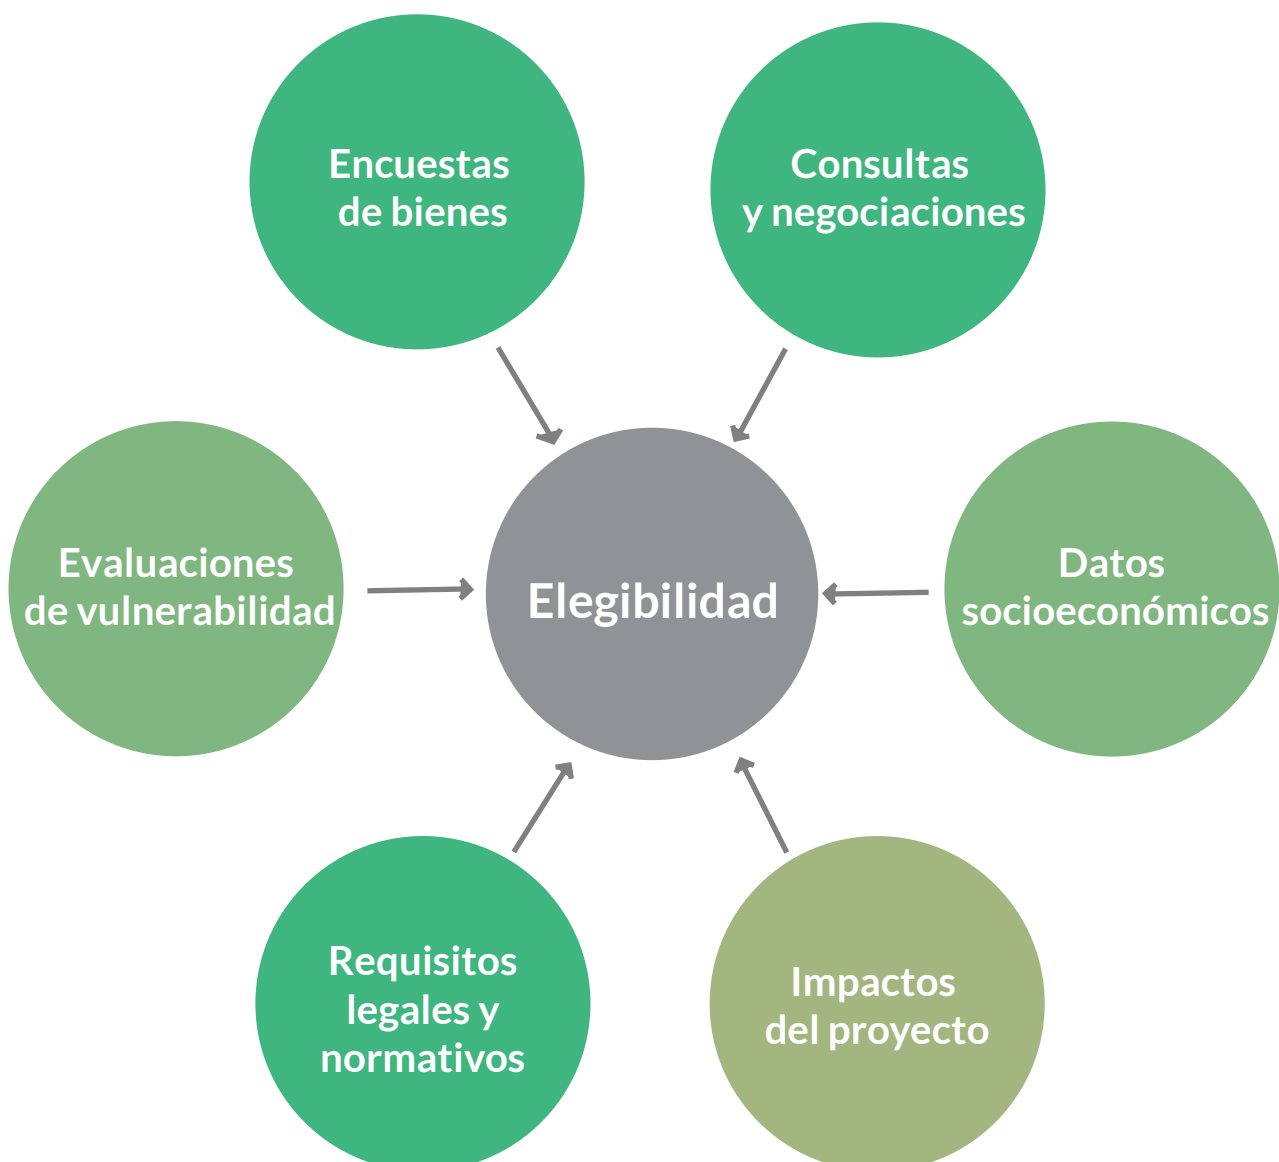 Encuestas
de bienes
Consultas
y negociaciones
Evaluaciones
de vulnerabilidad
Elegibilidad
Datos
socioeconómicos
Requisitos
legales y
normativos
Impactos
del proyecto